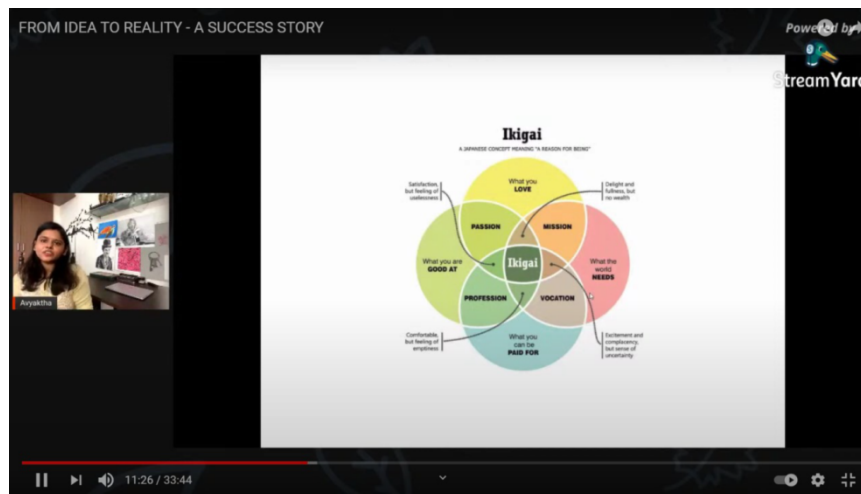 FROM IDEA TO REALITY - A SUCCESS STORY
Powered by
StreamYard
Ikigai
A JAPANESE CONCEPT MEANING "A REASON FOR BEING"
Satisfaction,
but feeling of
uselessness
What you
LOVE
Delight and
fullness, but
no wealth
PASSION
MISSION
What you are
GOOD AT
Ikigai
What the
world
NEEDS
PROFESSION
VOCATION
Comfortable,
but feeling of
emptiness
What you
can be
PAID FOR
Excitement and
complacency,
but sense of
uncertainty
Avyaktha
11:26 / 33:44